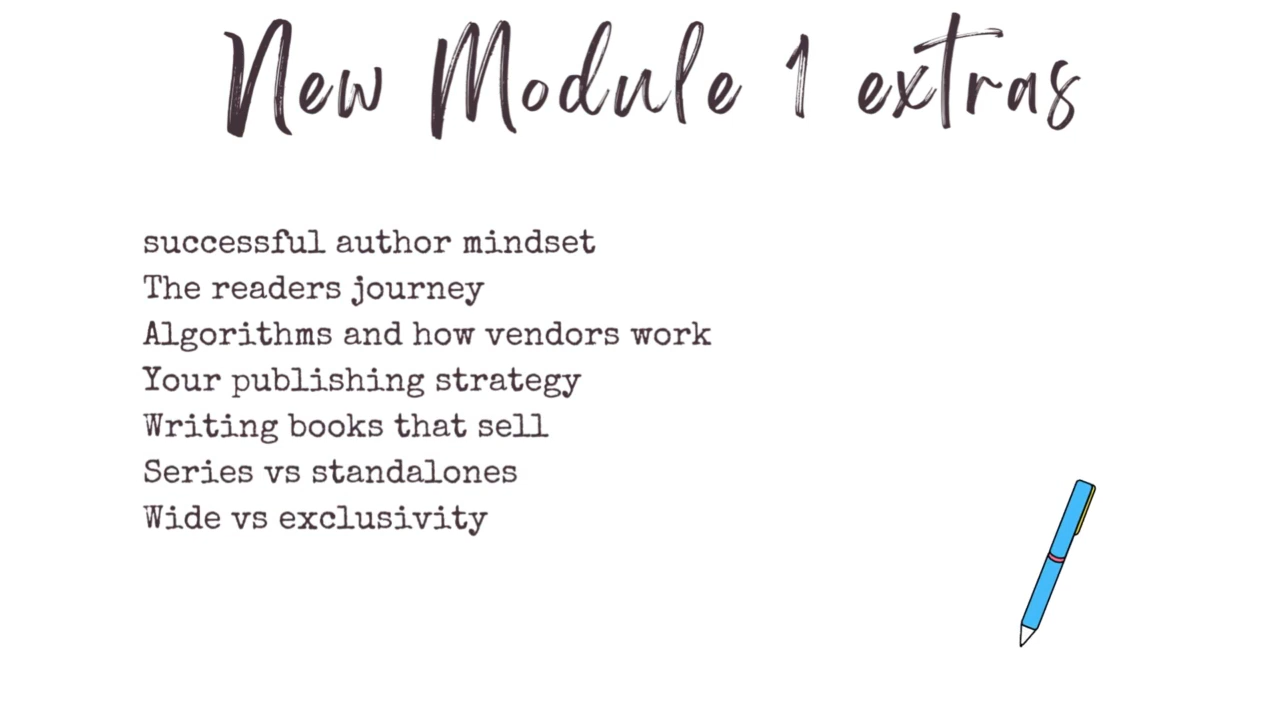 New Module 1 extras
successful author mindset
The readers journey
Algorithms and how vendors work
Your publishing strategy
Writing books that sell
Series vs standalones
Wide vs exclusivity